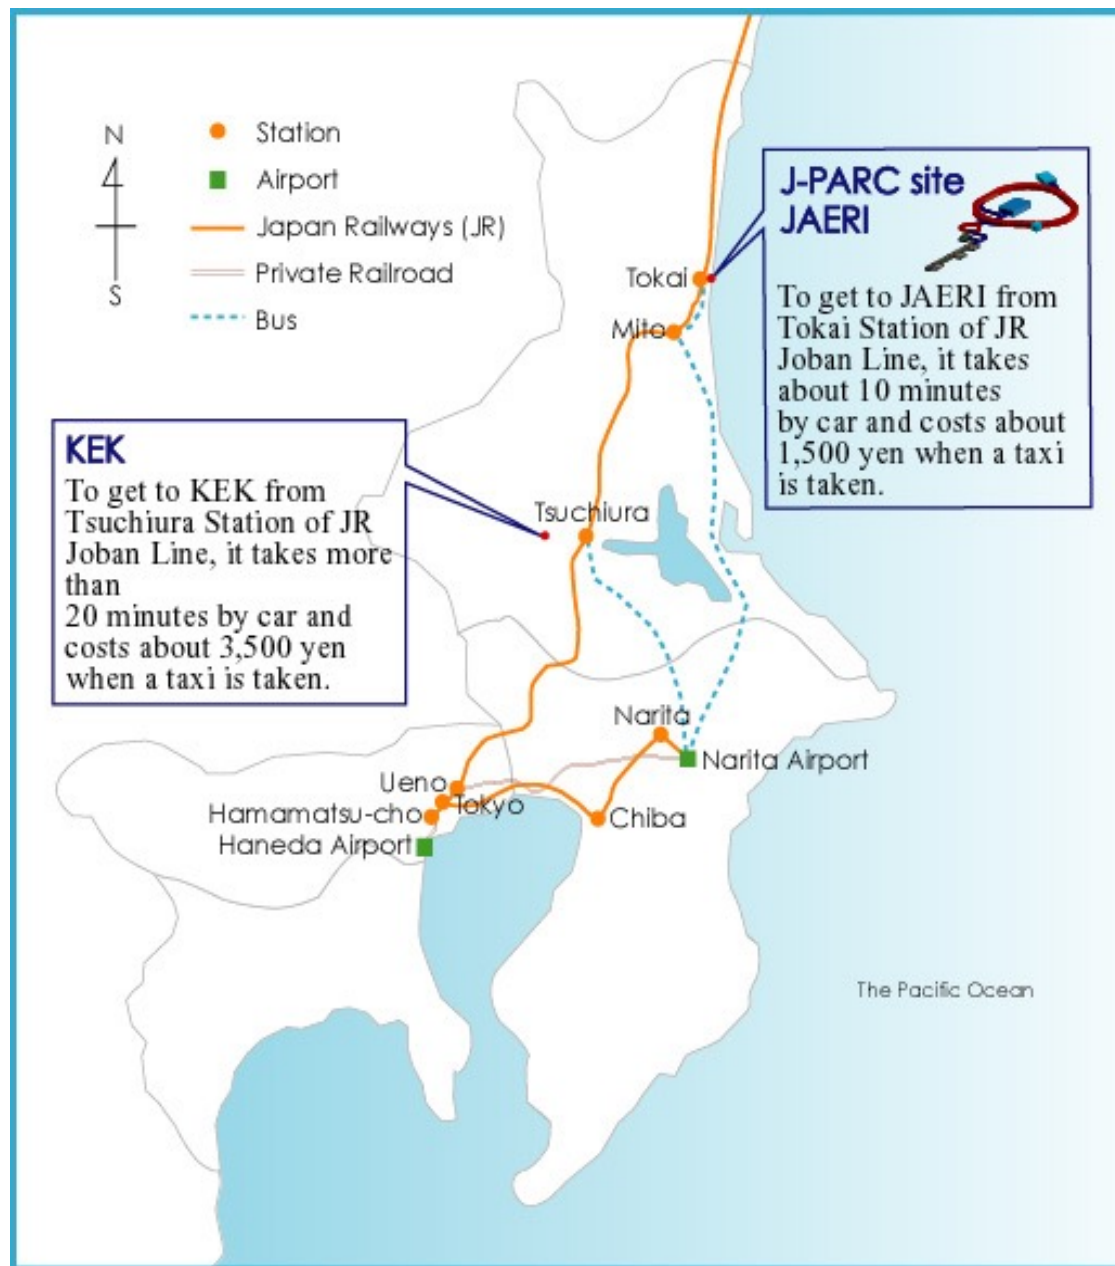 N
S
Station
Airport
Japan Railways (JR)
Private Railroad
Bus
J-PARC site
JAERI
To get to JAERI from
Tokai Station of JR
Joban Line, it takes
about 10 minutes
by car and costs about
1,500 yen when a taxi
is taken.
Tokai
Mito
KEK
To get to KEK from
Tsuchiura Station of JR
Joban Line, it takes more
than
20 minutes by car and
costs about 3,500 yen
when a taxi is taken.
Tsuchiura
Narita
Narita Airport
Ueno
Tokyo
Hamamatsu-cho
Chiba
Haneda Airport
The Pacific Ocean